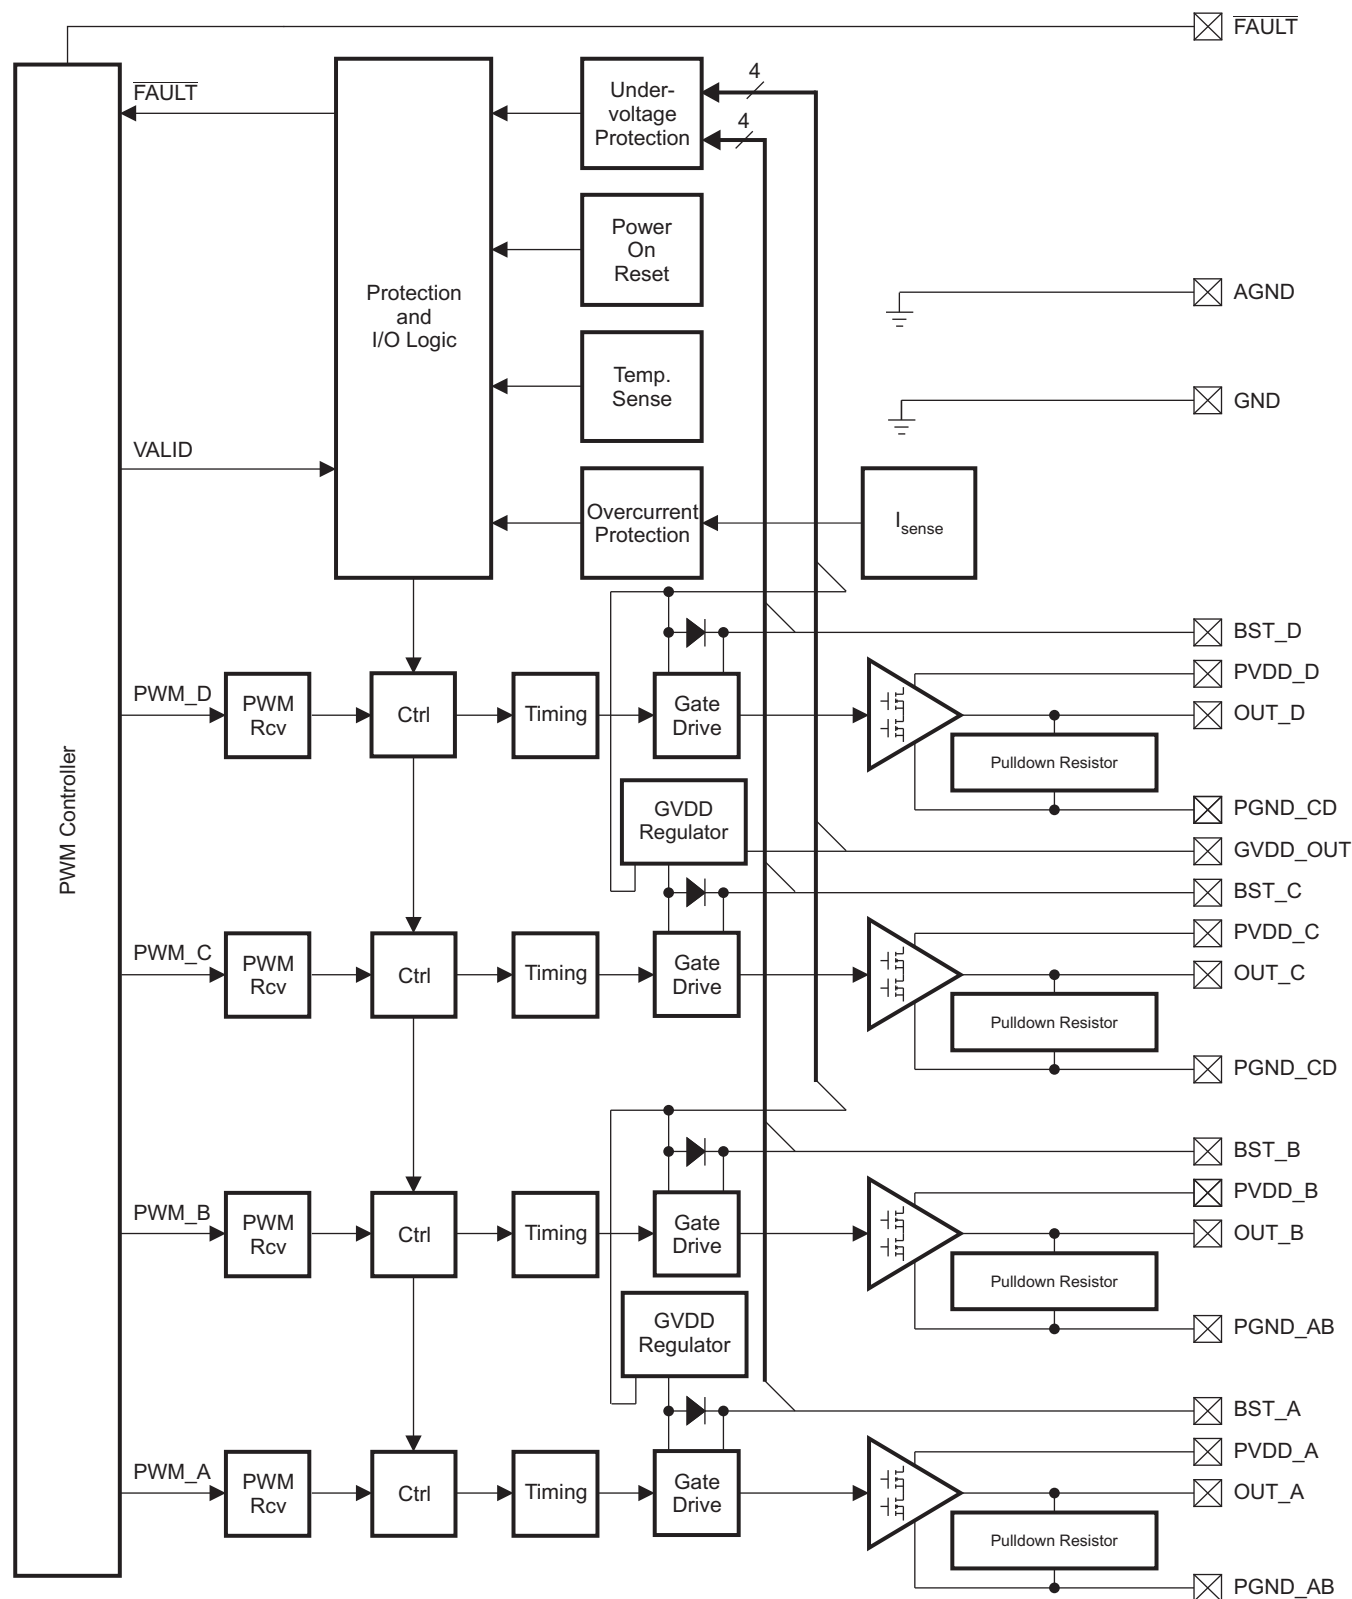 FAULT
FAULT
Under-
voltage
Protection
4
4
Power
On
Reset
Protection
and
I/O Logic
AGND
Temp.
Sense
GND
VALID
Overcurrent
Protection
Isense
BST_D
PVDD_D
PWM_D
PWM
Rcv
Ctrl
Timing
Gate
Drive
OUT_D
Pulldown Resistor
PGND_CD
PWM Controller
GVDD
Regulator
GVDD_OUT
BST_C
PVDD_C
PWM_C
PWM
Rcv
Ctrl
Timing
Gate
Drive
OUT_C
Pulldown Resistor
PGND_CD
BST_B
PVDD_B
PWM_B
PWM
Rcv
Ctrl
Timing
Gate
Drive
OUT_B
Pulldown Resistor
PGND_AB
GVDD
Regulator
BST_A
PVDD_A
PWM_A
PWM
Rcv
Ctrl
Timing
Gate
Drive
OUT_A
Pulldown Resistor
PGND_AB